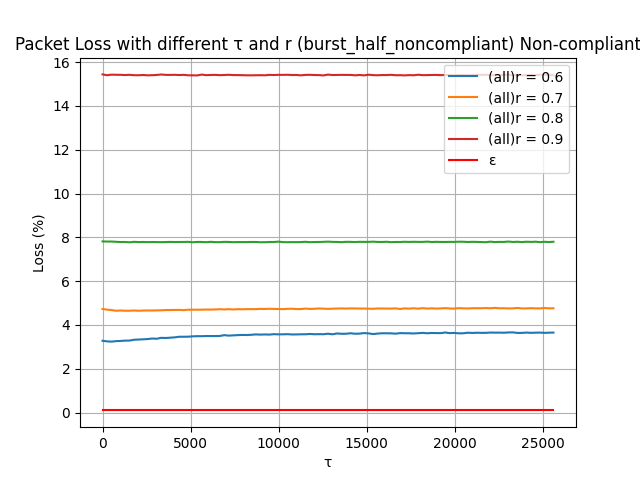 Packet Loss with different τ and r (burst_half_noncompliant) Non-compliant
(all)r = 0.6
(all)r = 0.7
(all)r = 0.8
(all)r = 0.9
ε
Loss (%)
16
14
12
10
8
6
4
2
0
0 5000 10000 15000 20000 25000
τ